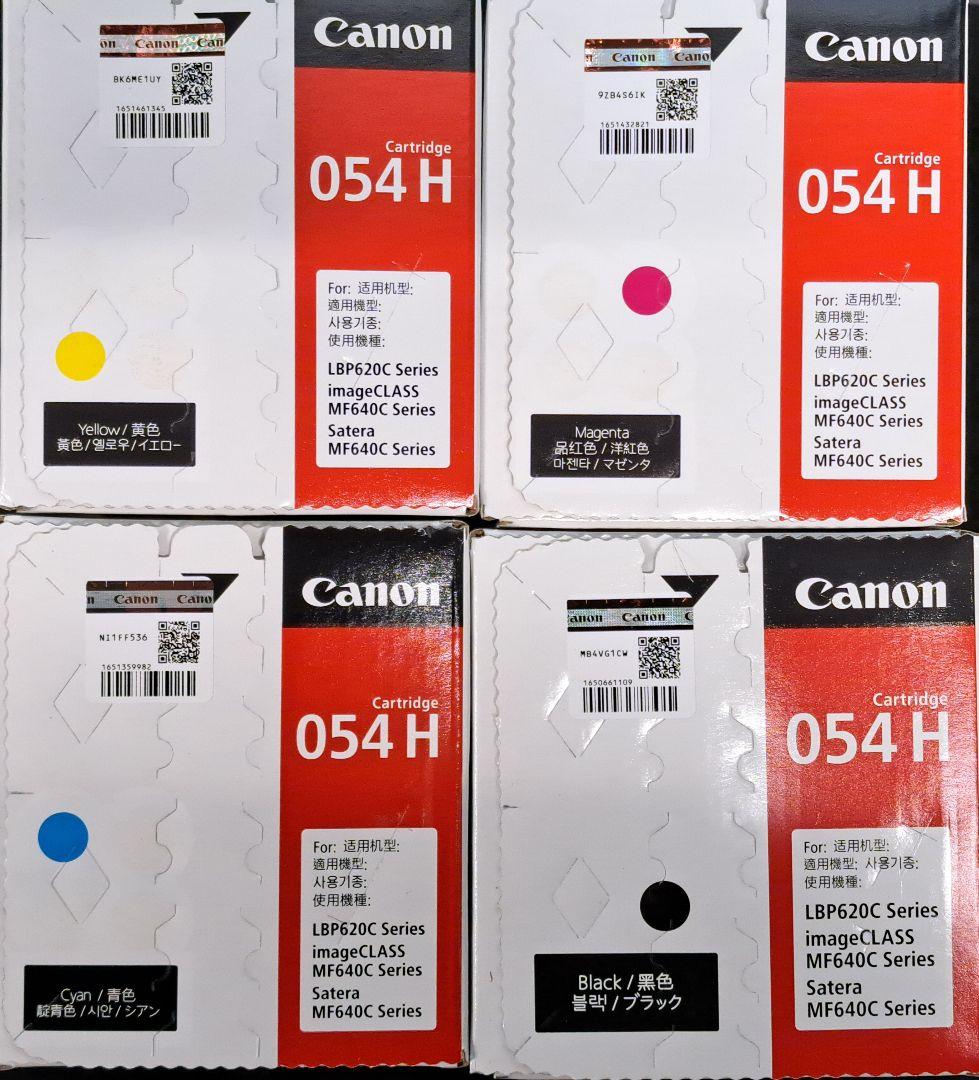 on Canon Can
BK6ME1UY
1651461345
Canon
Cartridge
054 H
For: 适用机型:
適用機型:
사용기종:
使用機種:
LBP620C Series
imageCLASS
MF640C Series
Satera
MF640C Series
Yellow / 黄色
黃色 / 옐로우 / イエロー
n Canon Cano
9ZB4S6IK
1651432821
Canon
Cartridge
054 H
For: 适用机型:
適用機型:
사용기종:
使用機種:
LBP620C Series
imageCLASS
MF640C Series
Satera
MF640C Series
Magenta
品红色 / 洋紅色
마젠타 / マゼンタ
n Canon Cano
NI1FF536
1651359982
Canon
Cartridge
054 H
For: 适用机型:
適用機型:
사용기종:
使用機種:
LBP620C Series
imageCLASS
MF640C Series
Satera
MF640C Series
Cyan / 青色
靛青色 / 시안 / シアン
anon Canon C
MB4VG1CW
1650661109
Canon
Cartridge
054 H
For: 适用机型:
適用機型: 사용기종:
使用機種:
LBP620C Series
imageCLASS
MF640C Series
Satera
MF640C Series
Black / 黑色
블랙 / ブラック